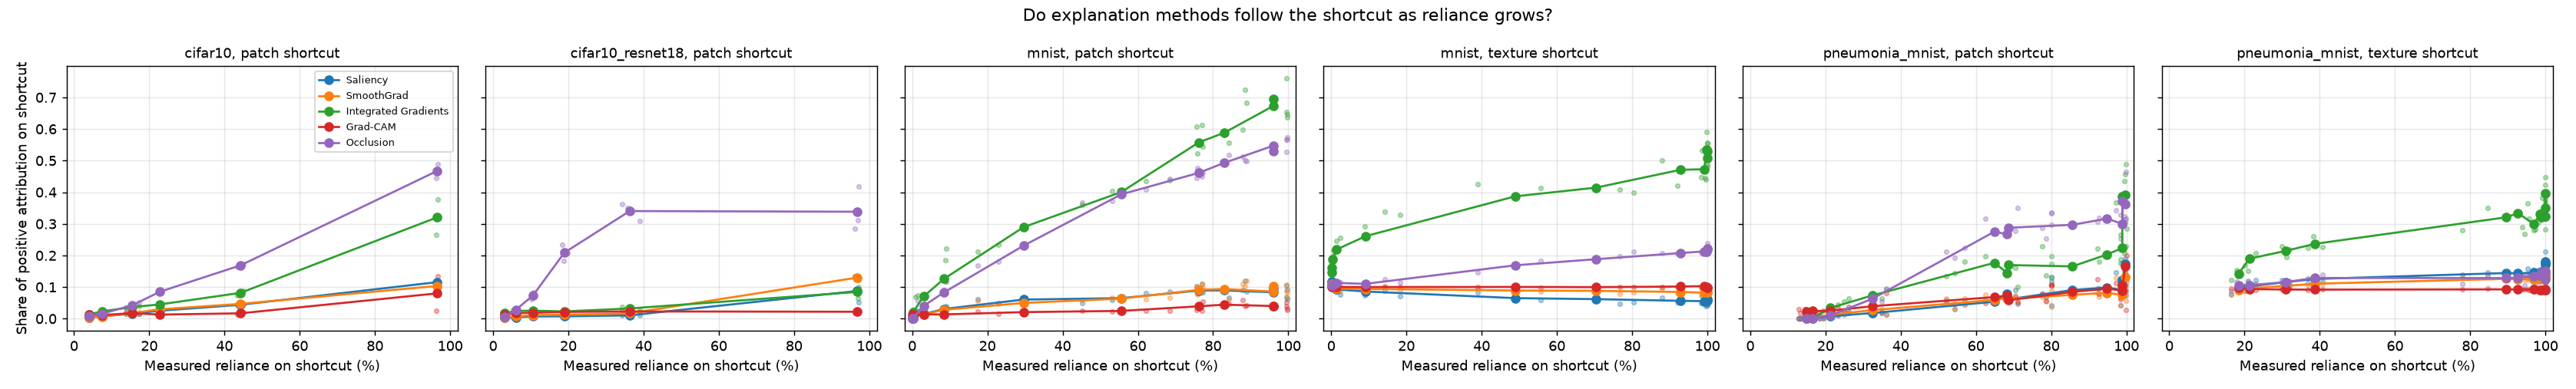 Do explanation methods follow the shortcut as reliance grows?
cifar10, patch shortcut
cifar10_resnet18, patch shortcut
mnist, patch shortcut
mnist, texture shortcut
pneumonia_mnist, patch shortcut
pneumonia_mnist, texture shortcut
Share of positive attribution on shortcut
0.7
0.6
0.5
0.4
0.3
0.2
0.1
0.0
Saliency
SmoothGrad
Integrated Gradients
Grad-CAM
Occlusion
0 20 40 60 80 100
0 20 40 60 80 100
0 20 40 60 80 100
0 20 40 60 80 100
0 20 40 60 80 100
0 20 40 60 80 100
Measured reliance on shortcut (%)
Measured reliance on shortcut (%)
Measured reliance on shortcut (%)
Measured reliance on shortcut (%)
Measured reliance on shortcut (%)
Measured reliance on shortcut (%)